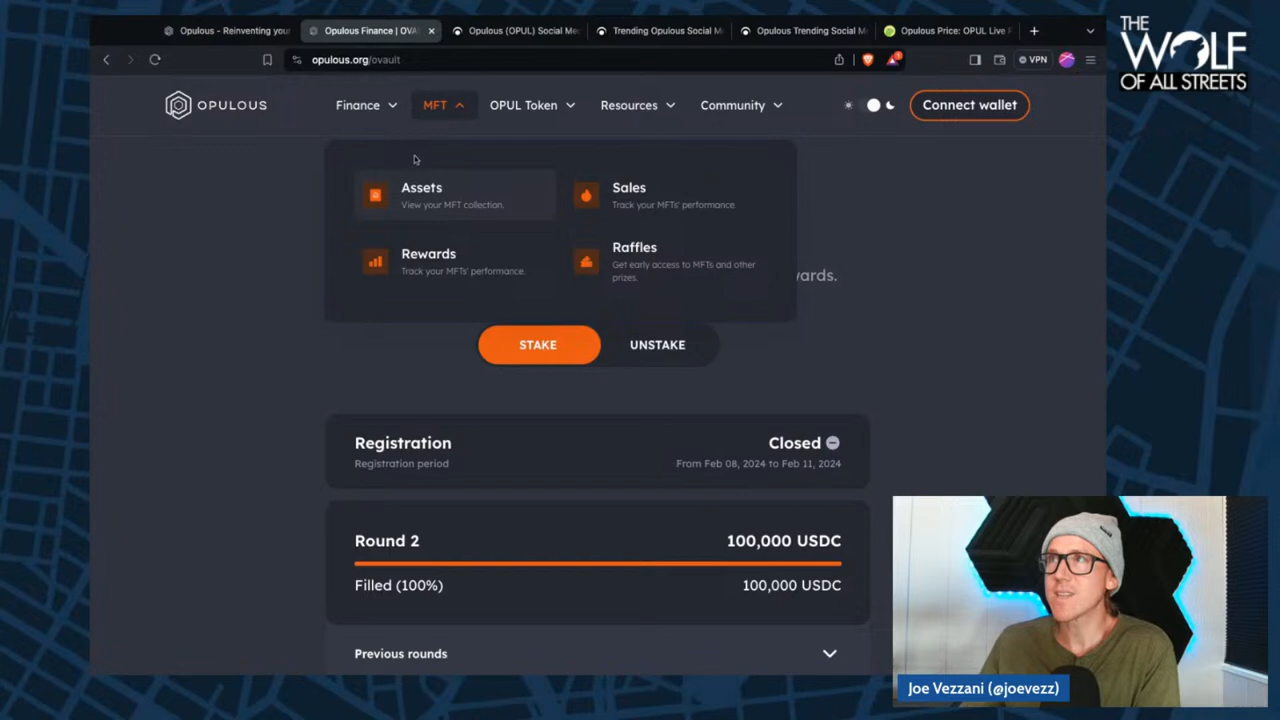 Opulous - Reinventing your
Opulous Finance | OVAU
Opulous (OPUL) Social Me
Trending Opulous Social M
Opulous Trending Social M
Opulous Price: OPUL Live
opulous.org/ovault
1
VPN
THE
WOLF
OF ALL STREETS
OPULOUS
Finance
MFT
OPUL Token
Resources
Community
Connect wallet
Assets
View your MFT collection.
Sales
Track your MFTs' performance.
Rewards
Track your MFTs' performance.
Raffles
Get early access to MFTs and other
prizes.
wards.
STAKE
UNSTAKE
Registration
Closed
Registration period
From Feb 08, 2024 to Feb 11, 2024
Round 2
100,000 USDC
Filled (100%)
100,000 USDC
Previous rounds
Joe Vezzani (@joevezz)